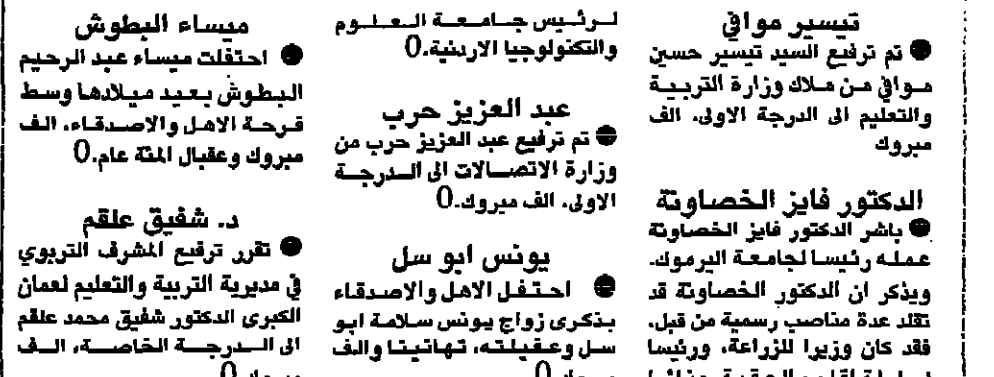 تيسير موافي
● تم ترفيع السيد تيسير حسين
موافي من ملاك وزارة التربية
والتعليم الى الدرجة الاولى. الف
مبروك
الدكتور فايز الخصاونة
● باشر الدكتور فايز الخصاونة
عمله رئيسا لجامعة اليرموك.
ويذكر ان الدكتور الخصاونة قد
تقلد عدة مناصب رسمية من قبل.
فقد كان وزيرا للزراعة، ورئيسا
لرئيس جامعة العلوم
والتكنولوجيا الاردنية.()
عبد العزيز حرب
● تم ترفيع عبد العزيز حرب من
وزارة الاتصالات الى الدرجة
الاولى. الف مبروك.()
يونس ابو سل
● احتفل الاهل والاصدقاء
بذكرى زواج يونس سلامة ابو
سل وعقيلته، تهانينا والف
ميساء البطوش
● احتفلت ميساء عبد الرحيم
البطوش بعيد ميلادها وسط
فرحة الاهل والاصدقاء. الف
مبروك وعقبال المئة عام.()
د. شفيق علقم
● تقرر ترفيع المشرف التربوي
في مديرية التربية والتعليم لعمان
الكبرى الدكتور شفيق محمد علقم
الى الدرجة الخاصة، الف